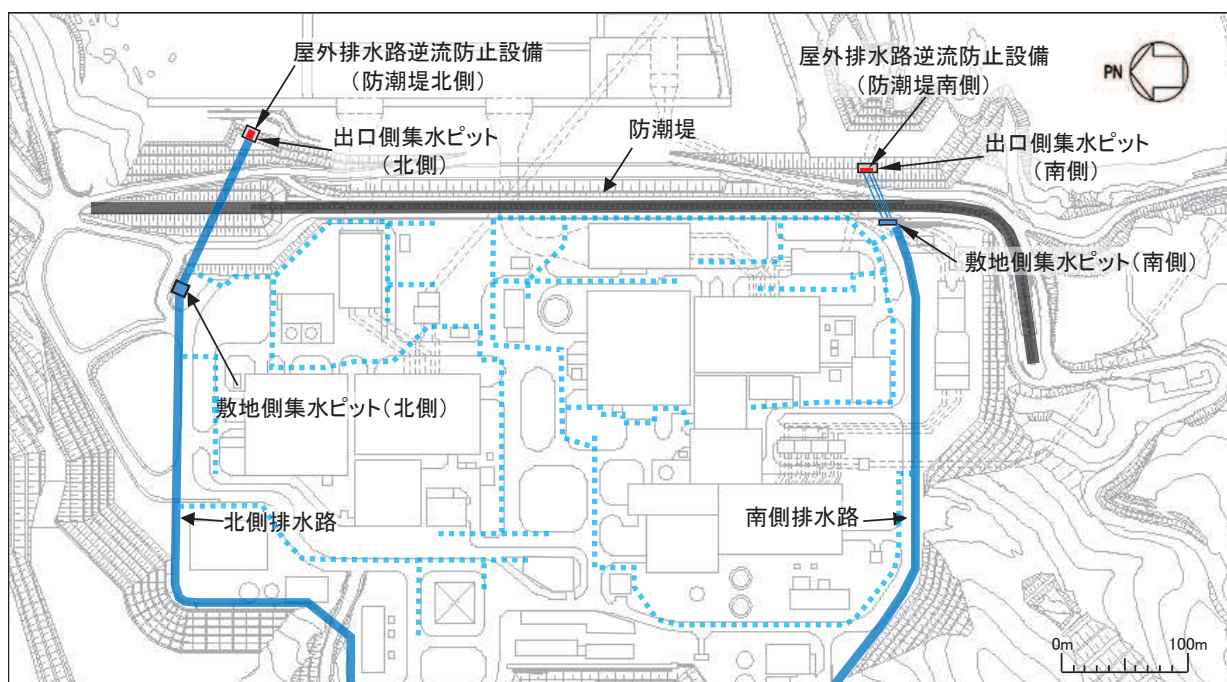 屋外排水路逆流防止設備
(防潮堤北側)
出口側集水ピット
(北側)
防潮堤
屋外排水路逆流防止設備
(防潮堤南側)
出口側集水ピット
(南側)
PN
敷地側集水ピット(南側)
敷地側集水ピット(北側)
北側排水路
南側排水路
0m 100m